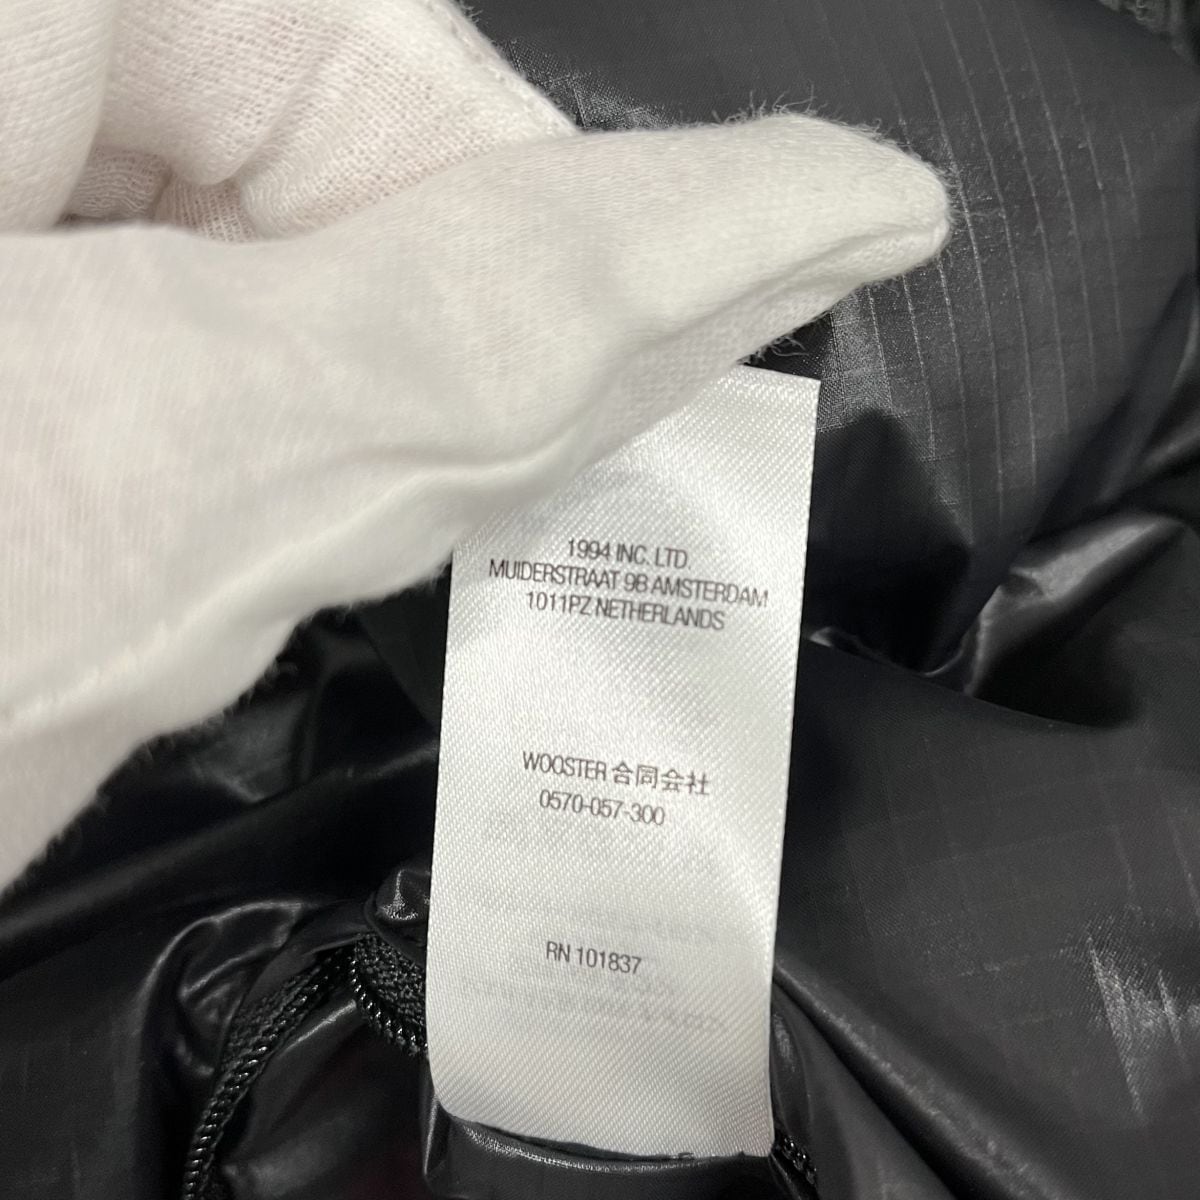 1994 INC. LTD.
MUIDERSTRAAT 9B AMSTERDAM
1011PZ NETHERLANDS
WOOSTER 合同会社
0570-057-300
RN 101837